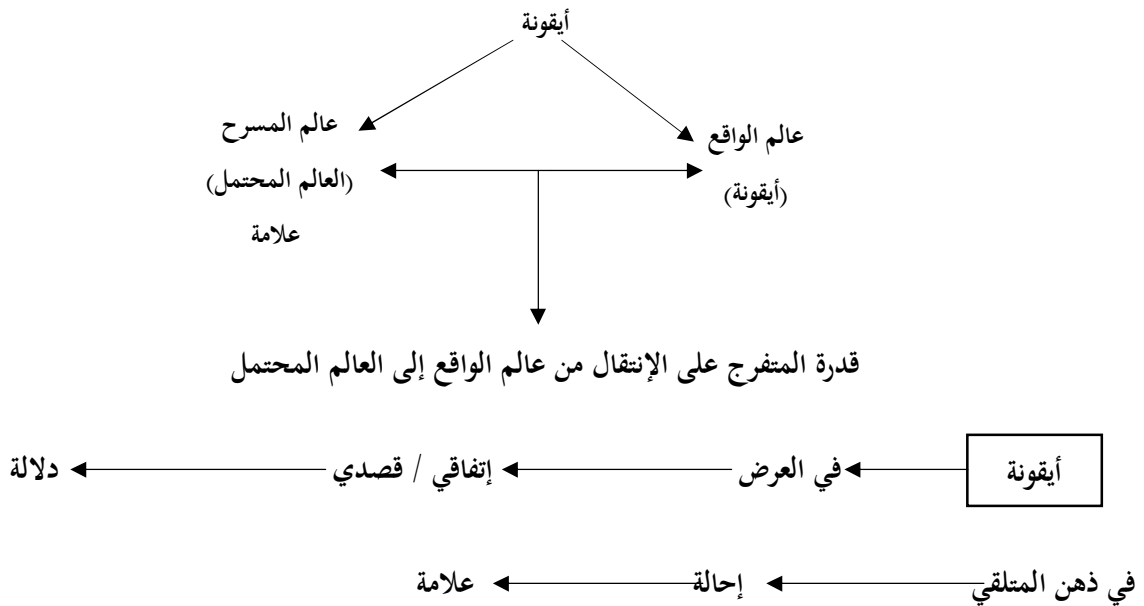 أيقونة
عالم الواقع
عالم المسرح
(أيقونة)
(العالم المحتمل)
علامة
قدرة المتفرج على الإنتقال من عالم الواقع إلى العالم المحتمل
أيقونة في العرض إتفاقي / قصدي دلالة
في ذهن المتلقي إحالة علامة